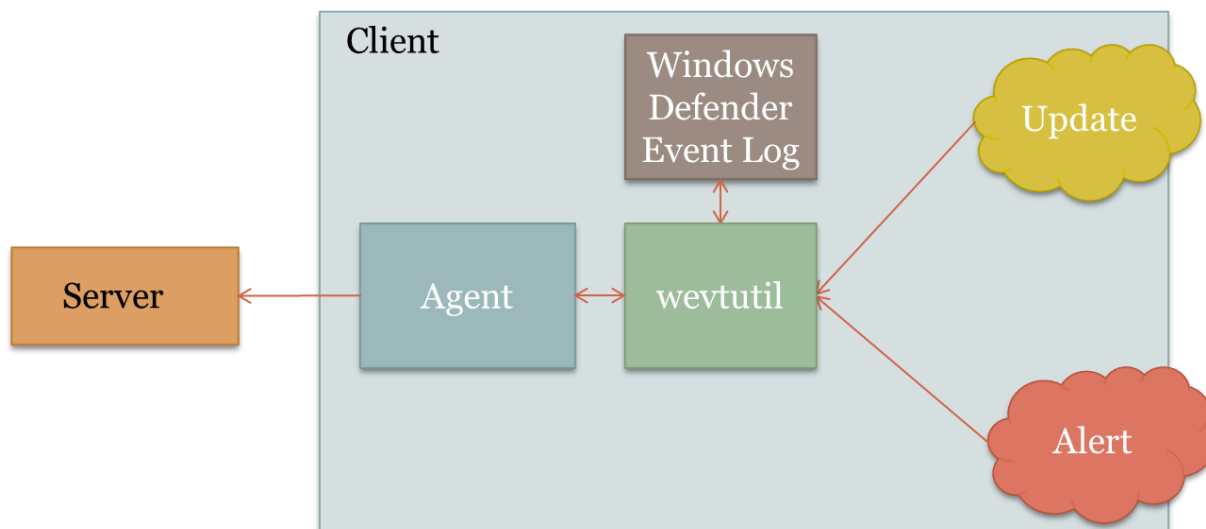 Client
Windows
Defender
Event Log
Update
Server
Agent
wevtutil
Alert